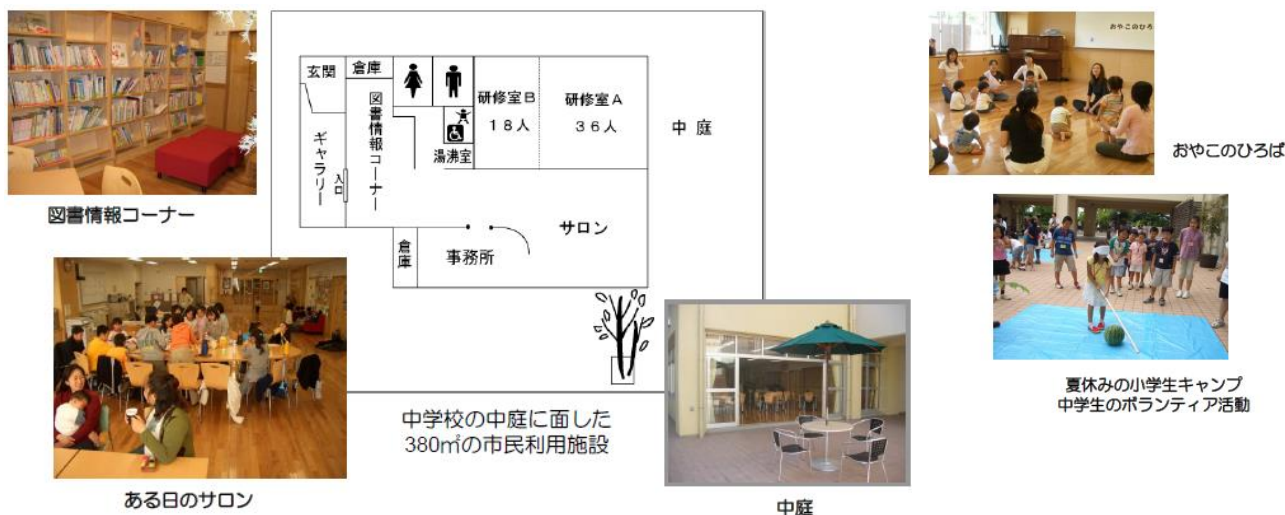 図書情報コーナー
玄関
倉庫
図書情報コーナー
ギャラリー
入口
湯沸室
研修室B
18人
研修室A
36人
中庭
サロン
倉庫
事務所
おやこのひろ
おやこのひろば
夏休みの小学生キャンプ
中学生のボランティア活動
ある日のサロン
中学校の中庭に面した
380㎡の市民利用施設
中庭